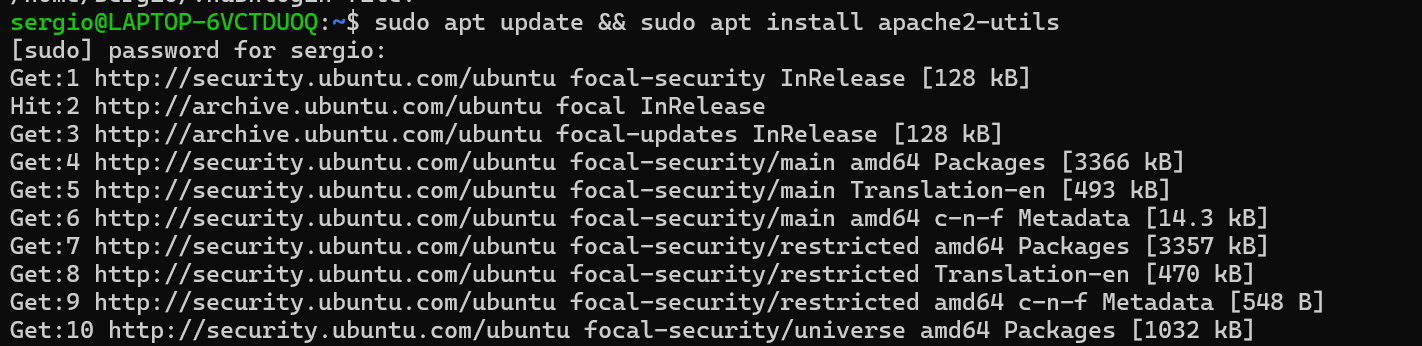 /home/sergio/.hushlogin file.
sergio@LAPTOP-6VCTDUOQ:~$ sudo apt update && sudo apt install apache2-utils
[sudo] password for sergio:
Get:1 http://security.ubuntu.com/ubuntu focal-security InRelease [128 kB]
Hit:2 http://archive.ubuntu.com/ubuntu focal InRelease
Get:3 http://archive.ubuntu.com/ubuntu focal-updates InRelease [128 kB]
Get:4 http://security.ubuntu.com/ubuntu focal-security/main amd64 Packages [3366 kB]
Get:5 http://security.ubuntu.com/ubuntu focal-security/main Translation-en [493 kB]
Get:6 http://security.ubuntu.com/ubuntu focal-security/main amd64 c-n-f Metadata [14.3 kB]
Get:7 http://security.ubuntu.com/ubuntu focal-security/restricted amd64 Packages [3357 kB]
Get:8 http://security.ubuntu.com/ubuntu focal-security/restricted Translation-en [470 kB]
Get:9 http://security.ubuntu.com/ubuntu focal-security/restricted amd64 c-n-f Metadata [548 B]
Get:10 http://security.ubuntu.com/ubuntu focal-security/universe amd64 Packages [1032 kB]